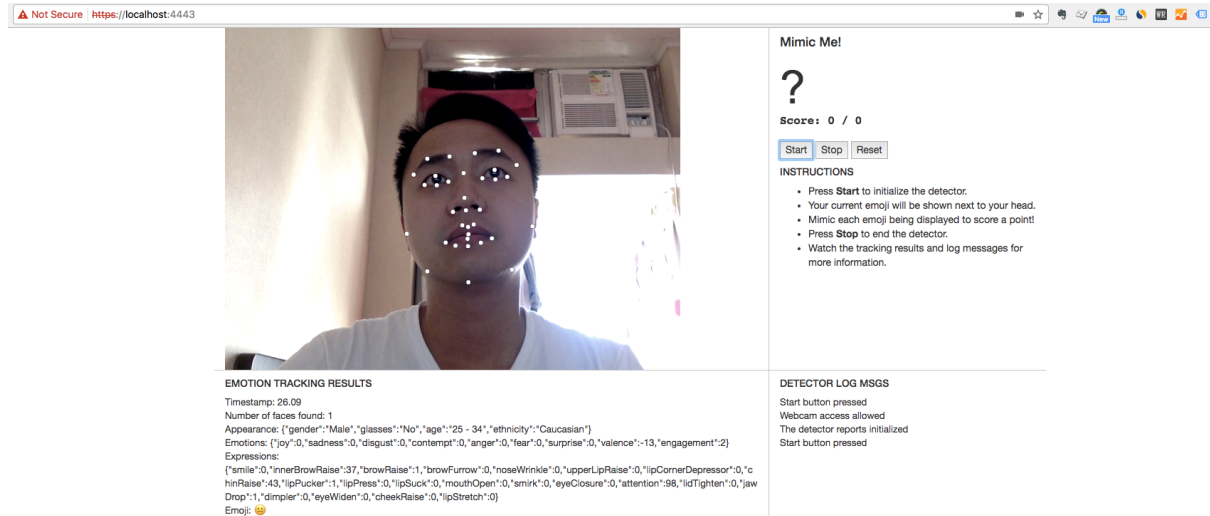 Not Secure https://localhost:4443
New
WR
Mimic Me!
?
Score: 0 / 0
Start Stop Reset
INSTRUCTIONS
• Press Start to initialize the detector.
• Your current emoji will be shown next to your head.
• Mimic each emoji being displayed to score a point!
• Press Stop to end the detector.
• Watch the tracking results and log messages for
more information.
EMOTION TRACKING RESULTS
Timestamp: 26.09
Number of faces found: 1
Appearance: {"gender":"Male","glasses":"No","age":"25 - 34","ethnicity":"Caucasian"}
Emotions: {"joy":0,"sadness":0,"disgust":0,"contempt":0,"anger":0,"fear":0,"surprise":0,"valence":-13,"engagement":2}
Expressions:
{"smile":0,"innerBrowRaise":37,"browRaise":1,"browFurrow":0,"noseWrinkle":0,"upperLipRaise":0,"lipCornerDepressor":0,"c
hinRaise":43,"lipPucker":1,"lipPress":0,"lipSuck":0,"mouthOpen":0,"smirk":0,"eyeClosure":0,"attention":98,"lidTighten":0,"jaw
Drop":1,"dimpler":0,"eyeWiden":0,"cheekRaise":0,"lipStretch":0}
Emoji: 😑
DETECTOR LOG MSGS
Start button pressed
Webcam access allowed
The detector reports initialized
Start button pressed